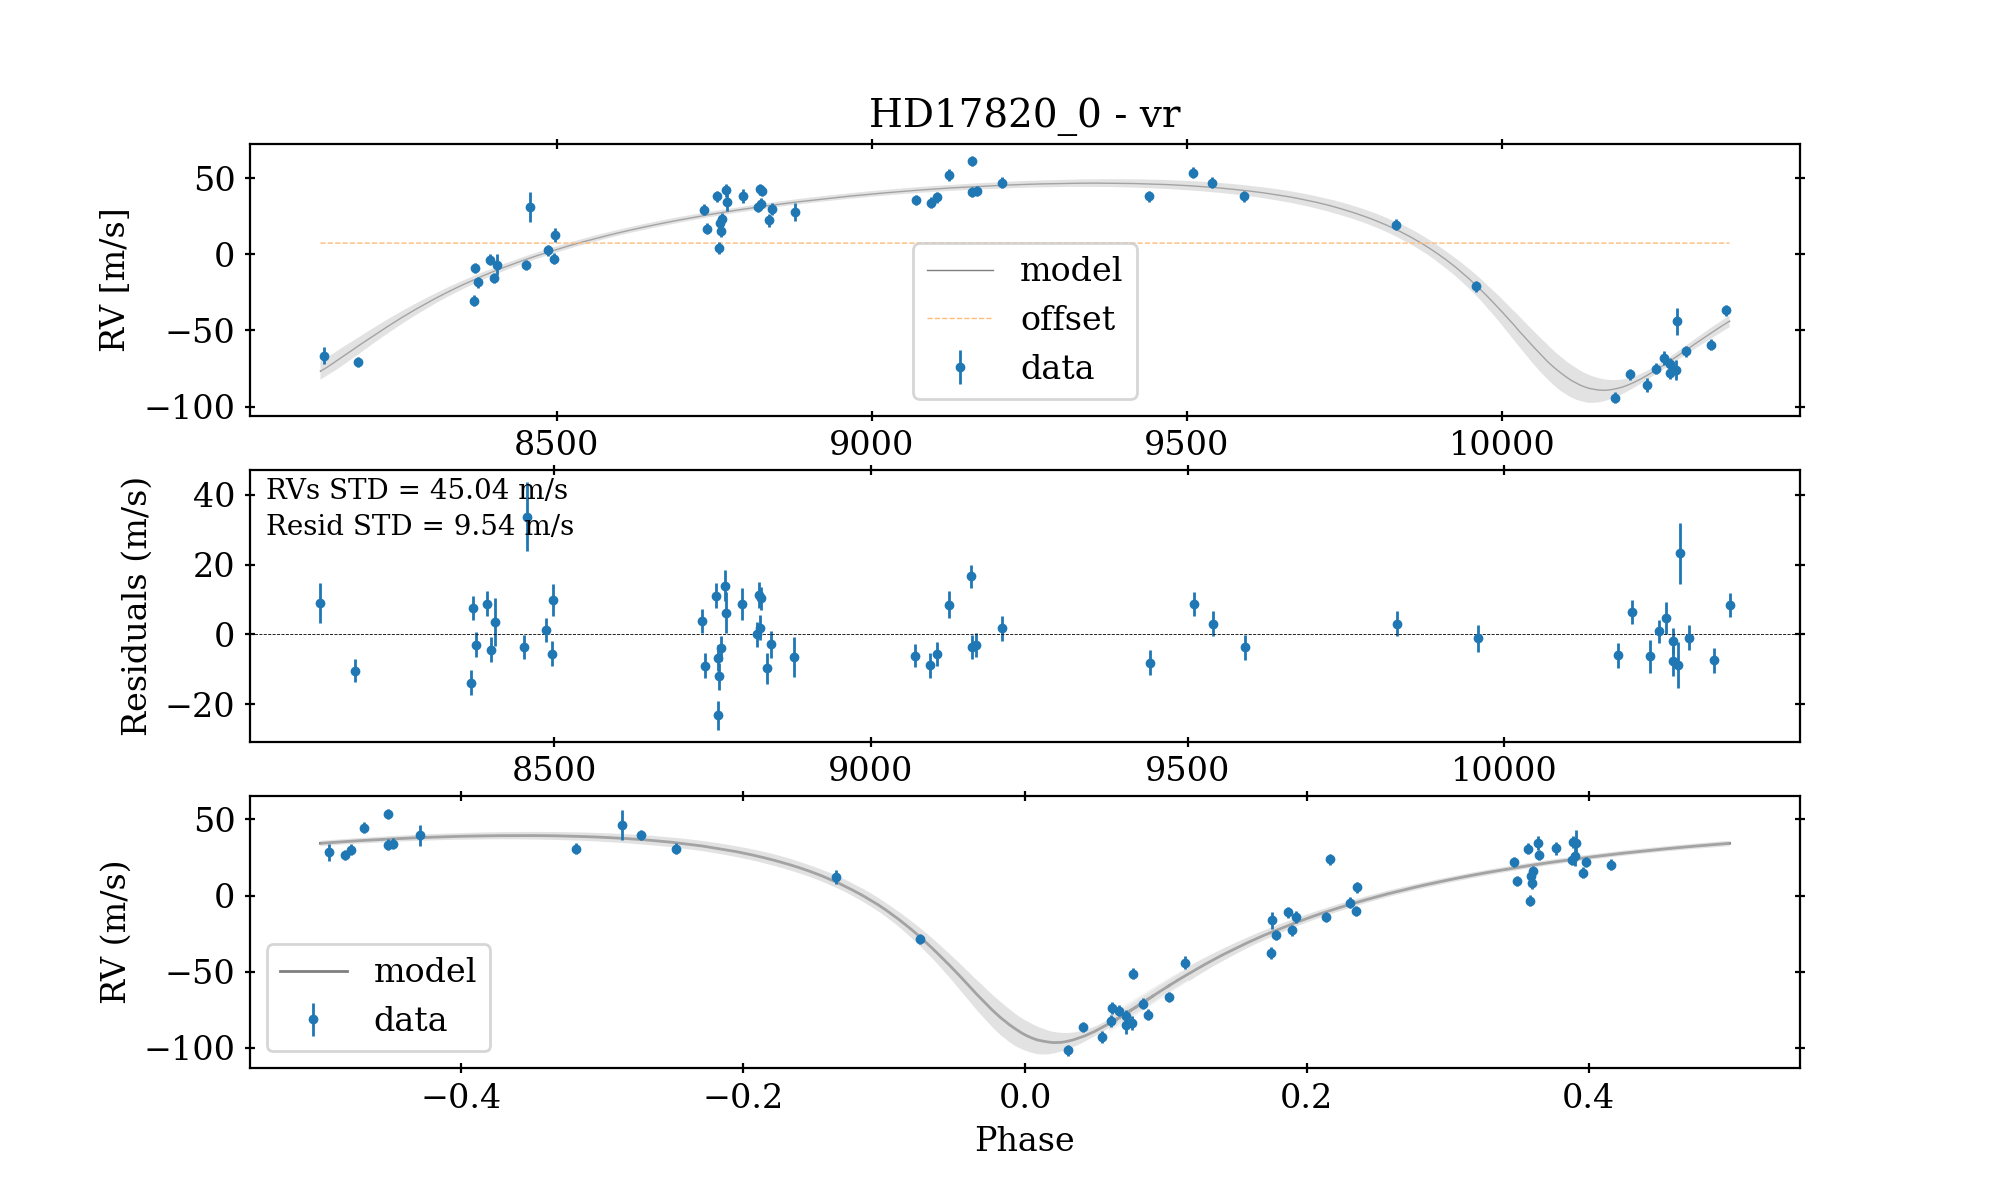 HD17820_0 - vr
50
0
−50
−100
RV [m/s]
model
offset
data
8500
9000
9500
10000
RVs STD = 45.04 m/s
Resid STD = 9.54 m/s
40
20
0
−20
Residuals (m/s)
8500
9000
9500
10000
50
0
−50
−100
RV (m/s)
model
data
−0.4
−0.2
0.0
0.2
0.4
Phase